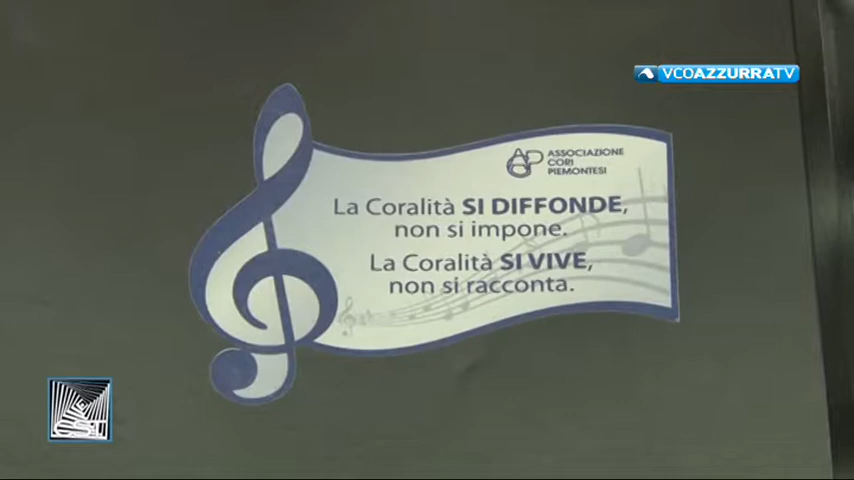 VCOAZZURRATV
ASSOCIAZIONE
CORI
PIEMONTESI
La Coralità SI DIFFONDE,
non si impone.
La Coralità SI VIVE,
non si racconta.